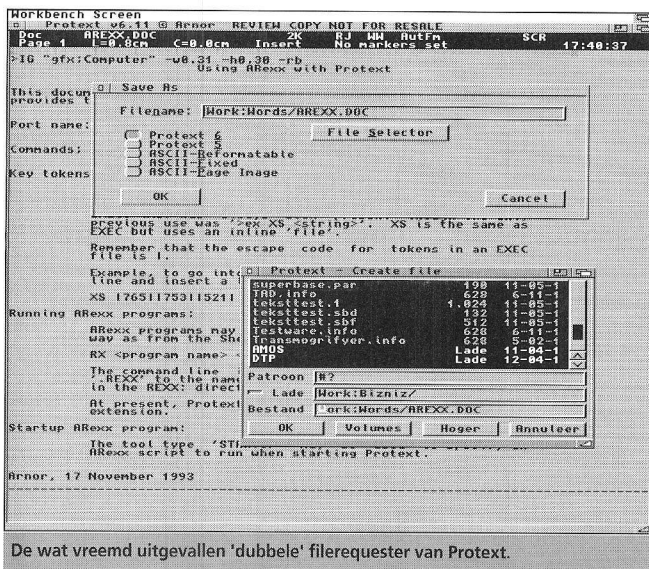 Workbench Screen
Protext v6.11 © Arnor REVIEW COPY NOT FOR RESALE
Doc AREXX.DOC 2K RJ WW AutFm SCR
Page 1 L=0.8cm C=0.0cm Insert No markers set 17:40:37
>IG "gfx:Computer" -w0.31 -h0.30 -rb
Using ARexx with Protext
This docum
provides t
Port name:
Commands:
Key tokens
Save As
Filename: Work:Words/AREXX.DOC
Protext 6
File Selector
Protext 5
ASCII-Reformatable
ASCII-Fixed
ASCII-Page Image
OK
Cancel
previous use was '>ex XS <string>'. XS is the same as
EXEC but uses an inline 'file'.
Remember that the escape code for tokens in an EXEC
file is |.
Example, to go int
line and insert a
XS |765||753||521|
Running ARexx programs:
ARexx programs may
way as from the She
RX <program name>
The command line
'.REXX' to the nam
in the REXX: direct
At present, Protext
extension.
Startup ARexx program:
The tool type 'ST
ARexx script to run when starting Protext.
Arnor, 17 November 1993
Protext - Create file
superbase.par 190 11-05-1
TAD.info 628 6-11-1
teksttest.1 1.024 11-05-1
teksttest.sbd 132 11-05-1
teksttest.sbf 512 11-05-1
Testware.info 628 6-01-1
Transmogrifyer.info 628 5-02-1
AMOS Lade 11-04-1
DTP Lade 12-04-1
Patroon #?
Lade Work:Bizniz/
Bestand ork:Words/AREXX.DOC
OK Volumes Hoger Annuleer
De wat vreemd uitgevallen 'dubbele' filerequester van Protext.